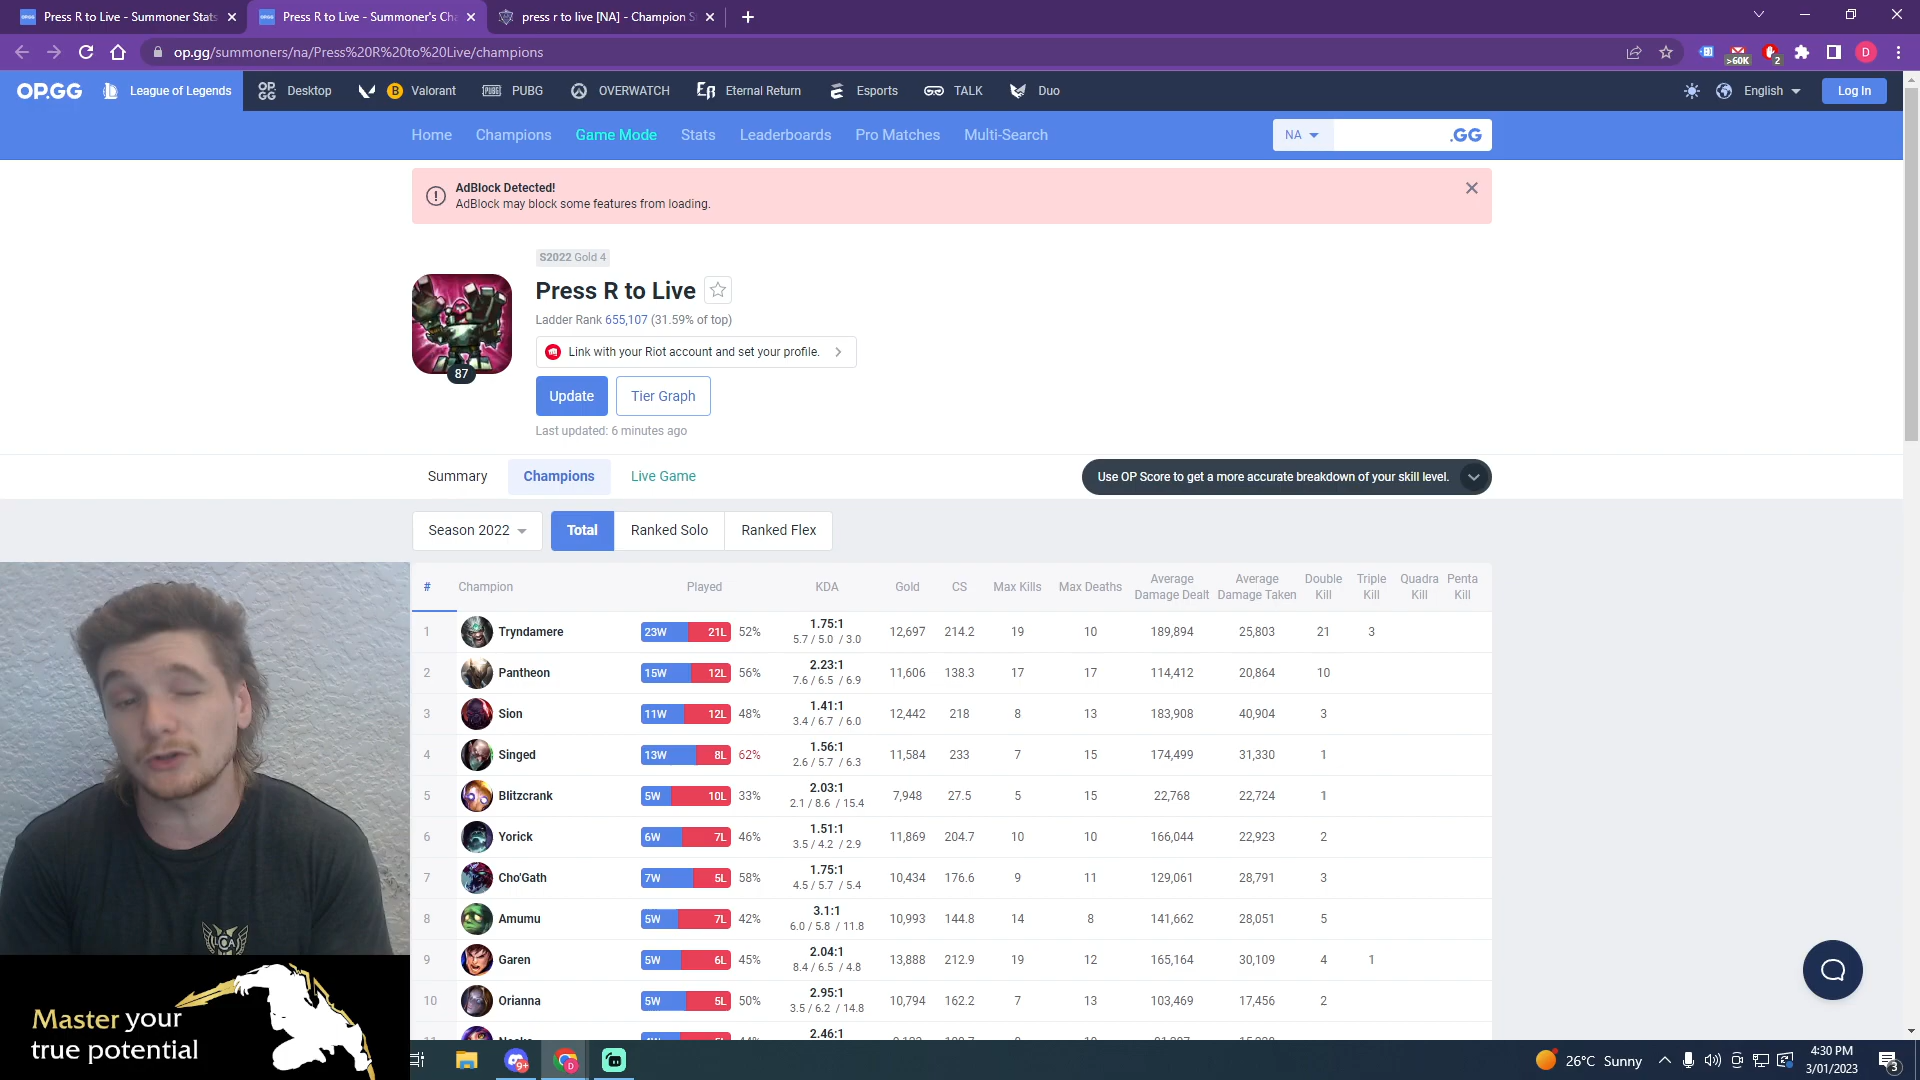 Press R to Live - Summoner Stats
Press R to Live - Summoner's Cha
press r to live [NA] - Champion S
op.gg/summoners/na/Press%20R%20to%20Live/champions
>60K
2
D
OP.GG
League of Legends
OP.GG Desktop
B Valorant
PUBG PUBG
OVERWATCH
Eternal Return
Esports
TALK
Duo
English
Log In
Home
Champions
Game Mode
Stats
Leaderboards
Pro Matches
Multi-Search
NA
.GG
AdBlock Detected!
AdBlock may block some features from loading.
S2022 Gold 4
Press R to Live
Ladder Rank 655,107 (31.59% of top)
Link with your Riot account and set your profile.
87
Update
Tier Graph
Last updated: 6 minutes ago
Summary
Champions
Live Game
Use OP Score to get a more accurate breakdown of your skill level.
Season 2022
Total
Ranked Solo
Ranked Flex
# Champion Played KDA Gold CS Max Kills Max Deaths Average Damage Dealt Average Damage Taken Double Kill Triple Kill Quadra Kill Penta Kill
1 Tryndamere 23W 21L 52% 1.75:1 5.7 / 5.0 / 3.0 12,697 214.2 19 10 189,894 25,803 21 3
2 Pantheon 15W 12L 56% 2.23:1 7.6 / 6.5 / 6.9 11,606 138.3 17 17 114,412 20,864 10
3 Sion 11W 12L 48% 1.41:1 3.4 / 6.7 / 6.0 12,442 218 8 13 183,908 40,904 3
4 Singed 13W 8L 62% 1.56:1 2.6 / 5.7 / 6.3 11,584 233 7 15 174,499 31,330 1
5 Blitzcrank 5W 10L 33% 2.03:1 2.1 / 8.6 / 15.4 7,948 27.5 5 15 22,768 22,724 1
6 Yorick 6W 7L 46% 1.51:1 3.5 / 4.2 / 2.9 11,869 204.7 10 10 166,044 22,923 2
7 Cho'Gath 7W 5L 58% 1.75:1 4.5 / 5.7 / 5.4 10,434 176.6 9 11 129,061 28,791 3
8 Amumu 5W 7L 42% 3.1:1 6.0 / 5.8 / 11.8 10,993 144.8 14 8 141,662 28,051 5
9 Garen 5W 6L 45% 2.04:1 8.4 / 6.5 / 4.8 13,888 212.9 19 12 165,164 30,109 4 1
10 Orianna 5W 5L 50% 2.95:1 3.5 / 6.2 / 14.8 10,794 162.2 7 13 103,469 17,456 2
2.46:1
Master your
true potential
9+
D
26°C Sunny
4:30 PM
3/01/2023
3